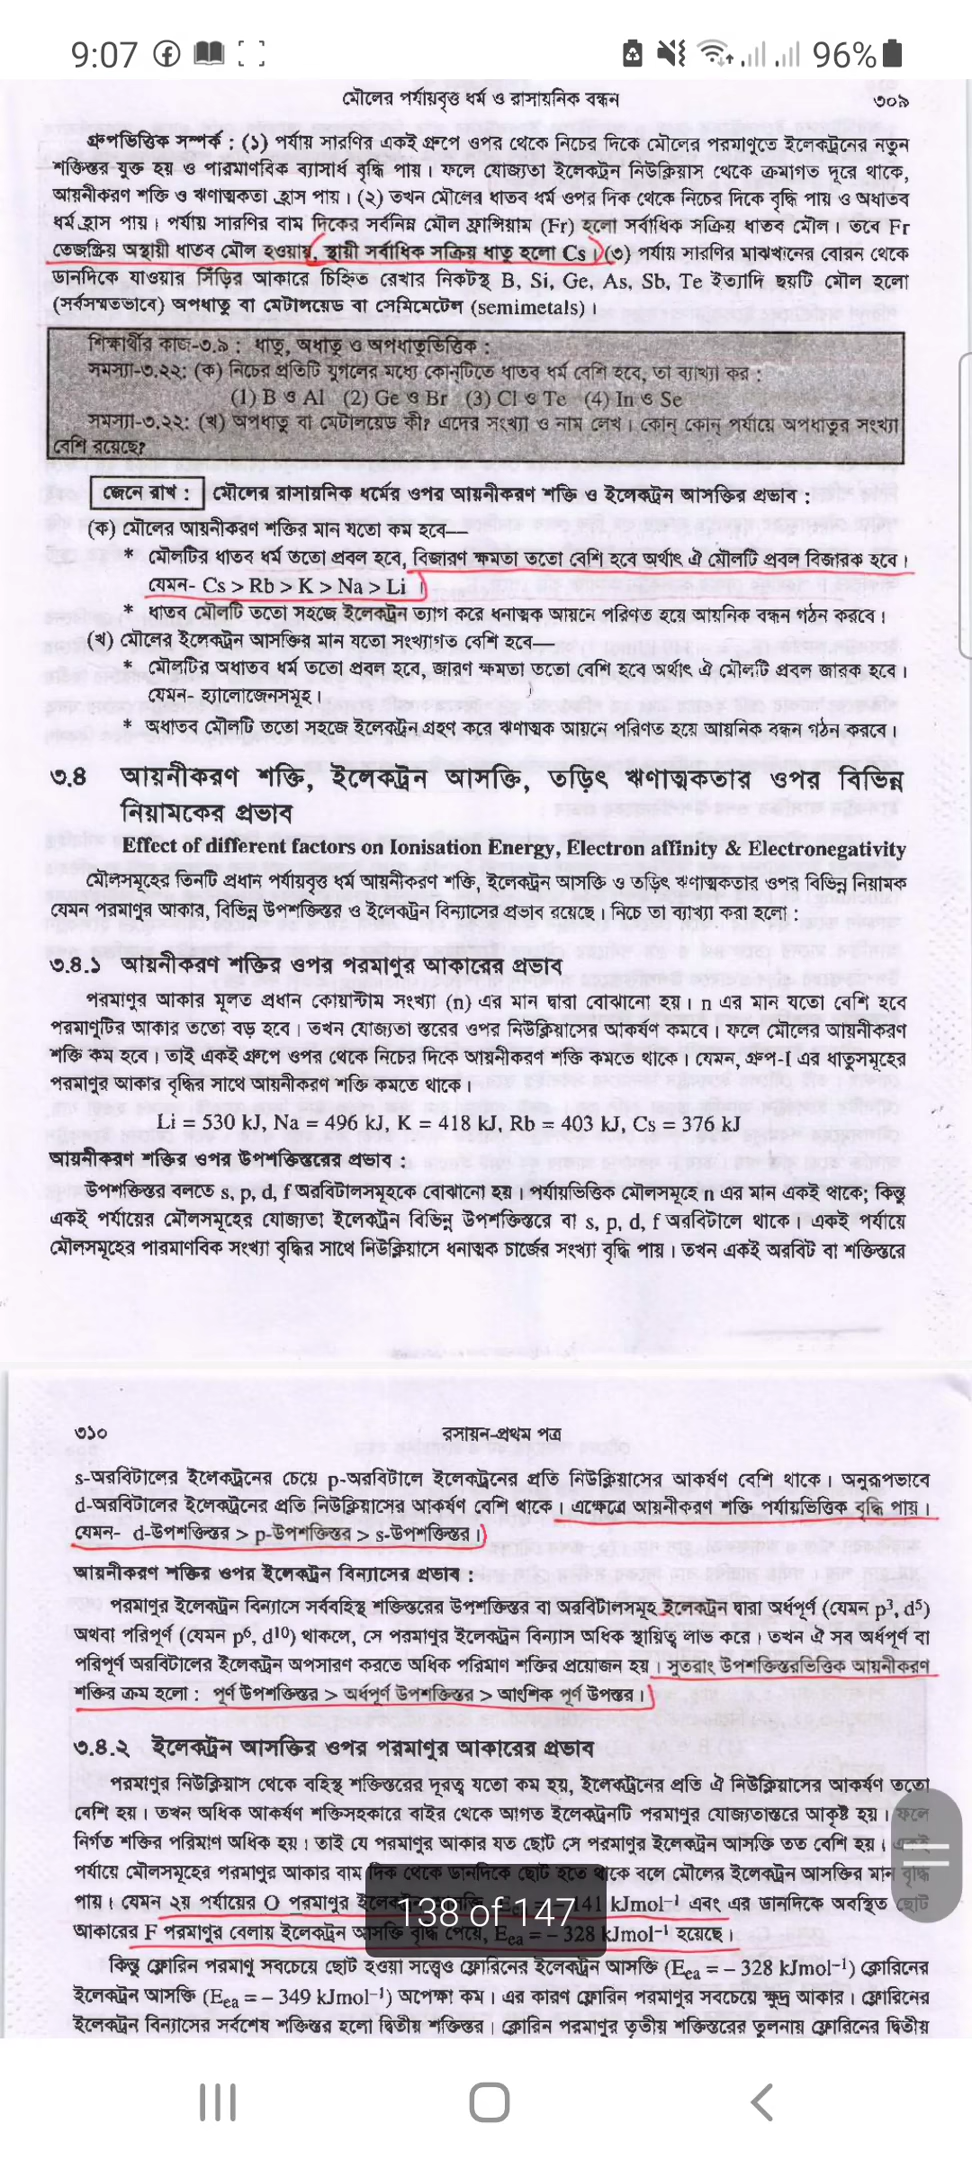 9:07
96%
মৌলের পর্যায়বৃত্ত ধর্ম ও রাসায়নিক বন্ধন
৩০৯
গ্রুপভিত্তিক সম্পর্ক : (১) পর্যায় সারণির একই গ্রুপে ওপর থেকে নিচের দিকে মৌলের পরমাণুতে ইলেকট্রনের নতুন
শক্তিস্তর যুক্ত হয় ও পারমাণবিক ব্যাসার্ধ বৃদ্ধি পায়। ফলে যোজ্যতা ইলেকট্রন নিউক্লিয়াস থেকে ক্রমাগত দূরে থাকে,
আয়নীকরণ শক্তি ও ঋণাত্মকতা হ্রাস পায়। (২) তখন মৌলের ধাতব ধর্ম ওপর দিক থেকে নিচের দিকে বৃদ্ধি পায় ও অধাতব
ধর্ম হ্রাস পায়। পর্যায় সারণির বাম দিকের সর্বনিম্ন মৌল ফ্রান্সিয়াম (Fr) হলো সর্বাধিক সক্রিয় ধাতব মৌল। তবে Fr
তেজষ্ক্রিয় অস্থায়ী ধাতব মৌল হওয়ায়, স্থায়ী সর্বাধিক সক্রিয় ধাতু হলো Cs। (৩) পর্যায় সারণির মাঝখানের বোরন থেকে
ডানদিকে যাওয়ার সিঁড়ির আকারে চিহ্নিত রেখার নিকটস্থ B, Si, Ge, As, Sb, Te ইত্যাদি ছয়টি মৌল হলো
(সর্বসম্মতভাবে) অপধাতু বা মেটালয়েড বা সেমিমেটেল (semimetals)।
শিক্ষার্থীর কাজ-৩.৯ : ধাতু, অধাতু ও অপধাতুভিত্তিক :
সমস্যা-৩.২২: (ক) নিচের প্রতিটি যুগলের মধ্যে কোন্‌টিতে ধাতব ধর্ম বেশি হবে, তা ব্যাখ্যা কর :
(1) B ও Al (2) Ge ও Br (3) Cl ও Te (4) In ও Se
সমস্যা-৩.২২: (খ) অপধাতু বা মেটালয়েড কী? এদের সংখ্যা ও নাম লেখ। কোন্ কোন্ পর্যায়ে অপধাতুর সংখ্যা
বেশি রয়েছে?
জেনে রাখ : মৌলের রাসায়নিক ধর্মের ওপর আয়নীকরণ শক্তি ও ইলেকট্রন আসক্তির প্রভাব :
(ক) মৌলের আয়নীকরণ শক্তির মান যতো কম হবে—
* মৌলটির ধাতব ধর্ম ততো প্রবল হবে, বিজারণ ক্ষমতা ততো বেশি হবে অর্থাৎ ঐ মৌলটি প্রবল বিজারক হবে।
যেমন- Cs > Rb > K > Na > Li ।
* ধাতব মৌলটি ততো সহজে ইলেকট্রন ত্যাগ করে ধনাত্মক আয়নে পরিণত হয়ে আয়নিক বন্ধন গঠন করবে।
(খ) মৌলের ইলেকট্রন আসক্তির মান যতো সংখ্যাগত বেশি হবে—
* মৌলটির অধাতব ধর্ম ততো প্রবল হবে, জারণ ক্ষমতা ততো বেশি হবে অর্থাৎ ঐ মৌলটি প্রবল জারক হবে।
যেমন- হ্যালোজেনসমূহ।
* অধাতব মৌলটি ততো সহজে ইলেকট্রন গ্রহণ করে ঋণাত্মক আয়নে পরিণত হয়ে আয়নিক বন্ধন গঠন করবে।
৩.৪ আয়নীকরণ শক্তি, ইলেকট্রন আসক্তি, তড়িৎ ঋণাত্মকতার ওপর বিভিন্ন
নিয়ামকের প্রভাব
Effect of different factors on Ionisation Energy, Electron affinity & Electronegativity
মৌলসমূহের তিনটি প্রধান পর্যায়বৃত্ত ধর্ম আয়নীকরণ শক্তি, ইলেকট্রন আসক্তি ও তড়িৎ ঋণাত্মকতার ওপর বিভিন্ন নিয়ামক
যেমন পরমাণুর আকার, বিভিন্ন উপশক্তিস্তর ও ইলেকট্রন বিন্যাসের প্রভাব রয়েছে। নিচে তা ব্যাখ্যা করা হলো :
৩.৪.১ আয়নীকরণ শক্তির ওপর পরমাণুর আকারের প্রভাব
পরমাণুর আকার মূলত প্রধান কোয়ান্টাম সংখ্যা (n) এর মান দ্বারা বোঝানো হয়। n এর মান যতো বেশি হবে
পরমাণুটির আকার ততো বড় হবে। তখন যোজ্যতা স্তরের ওপর নিউক্লিয়াসের আকর্ষণ কমবে। ফলে মৌলের আয়নীকরণ
শক্তি কম হবে। তাই একই গ্রুপে ওপর থেকে নিচের দিকে আয়নীকরণ শক্তি কমতে থাকে। যেমন, গ্রুপ-I এর ধাতুসমূহের
পরমাণুর আকার বৃদ্ধির সাথে আয়নীকরণ শক্তি কমতে থাকে।
Li = 530 kJ, Na = 496 kJ, K = 418 kJ, Rb = 403 kJ, Cs = 376 kJ
আয়নীকরণ শক্তির ওপর উপশক্তিস্তরের প্রভাব :
উপশক্তিস্তর বলতে s, p, d, f অরবিটালসমূহকে বোঝানো হয়। পর্যায়ভিত্তিক মৌলসমূহে n এর মান একই থাকে; কিন্তু
একই পর্যায়ের মৌলসমূহের যোজ্যতা ইলেকট্রন বিভিন্ন উপশক্তিস্তরে বা s, p, d, f অরবিটালে থাকে। একই পর্যায়ে
মৌলসমূহের পারমাণবিক সংখ্যা বৃদ্ধির সাথে নিউক্লিয়াসে ধনাত্মক চার্জের সংখ্যা বৃদ্ধি পায়। তখন একই অরবিট বা শক্তিস্তরে
৩১০
রসায়ন-প্রথম পত্র
s-অরবিটালের ইলেকট্রনের চেয়ে p-অরবিটালে ইলেকট্রনের প্রতি নিউক্লিয়াসের আকর্ষণ বেশি থাকে। অনুরূপভাবে
d-অরবিটালের ইলেকট্রনের প্রতি নিউক্লিয়াসের আকর্ষণ বেশি থাকে। এক্ষেত্রে আয়নীকরণ শক্তি পর্যায়ভিত্তিক বৃদ্ধি পায়।
যেমন- d-উপশক্তিস্তর > p-উপশক্তিস্তর > s-উপশক্তিস্তর।
আয়নীকরণ শক্তির ওপর ইলেকট্রন বিন্যাসের প্রভাব :
পরমাণুর ইলেকট্রন বিন্যাসে সর্ববহিস্থ শক্তিস্তরের উপশক্তিস্তর বা অরবিটালসমূহ ইলেকট্রন দ্বারা অর্ধপূর্ণ (যেমন p³, d⁵)
অথবা পরিপূর্ণ (যেমন p⁶, d¹⁰) থাকলে, সে পরমাণুর ইলেকট্রন বিন্যাস অধিক স্থায়িত্ব লাভ করে। তখন ঐ সব অর্ধপূর্ণ বা
পরিপূর্ণ অরবিটালের ইলেকট্রন অপসারণ করতে অধিক পরিমাণ শক্তির প্রয়োজন হয়। সুতরাং উপশক্তিস্তরভিত্তিক আয়নীকরণ
শক্তির ক্রম হলো : পূর্ণ উপশক্তিস্তর > অর্ধপূর্ণ উপশক্তিস্তর > আংশিক পূর্ণ উপস্তর।
৩.৪.২ ইলেকট্রন আসক্তির ওপর পরমাণুর আকারের প্রভাব
পরমাণুর নিউক্লিয়াস থেকে বহিস্থ শক্তিস্তরের দূরত্ব যতো কম হয়, ইলেকট্রনের প্রতি ঐ নিউক্লিয়াসের আকর্ষণ ততো
বেশি হয়। তখন অধিক আকর্ষণ শক্তিসহকারে বাইর থেকে আগত ইলেকট্রনটি পরমাণুর যোজ্যতাস্তরে আকৃষ্ট হয়। ফলে
নির্গত শক্তির পরিমাণ অধিক হয়। তাই যে পরমাণুর আকার যত ছোট সে পরমাণুর ইলেকট্রন আসক্তি তত বেশি হয়। একই
পর্যায়ে মৌলসমূহের পরমাণুর আকার বাম দিক থেকে ডানদিকে ছোট হতে থাকে বলে মৌলের ইলেকট্রন আসক্তির মান বৃদ্ধি
পায়। যেমন ২য় পর্যায়ের O পরমাণুর ইলেকট্রন 141 kJmol⁻¹ এবং এর ডানদিকে অবস্থিত ছোট
আকারের F পরমাণুর বেলায় ইলেকট্রন আসক্তি বৃদ্ধি পেয়ে, Eea = – 328 kJmol⁻¹ হয়েছে।
138 of 147
কিন্তু ফ্লোরিন পরমাণু সবচেয়ে ছোট হওয়া সত্ত্বেও ফ্লোরিনের ইলেকট্রন আসক্তি (Eea = – 328 kJmol⁻¹) ক্লোরিনের
ইলেকট্রন আসক্তি (Eea = – 349 kJmol⁻¹) অপেক্ষা কম। এর কারণ ফ্লোরিন পরমাণুর সবচেয়ে ক্ষুদ্র আকার। ফ্লোরিনের
ইলেকট্রন বিন্যাসের সর্বশেষ শক্তিস্তর হলো দ্বিতীয় শক্তিস্তর। ক্লোরিন পরমাণুর তৃতীয় শক্তিস্তরের তুলনায় ফ্লোরিনের দ্বিতীয়